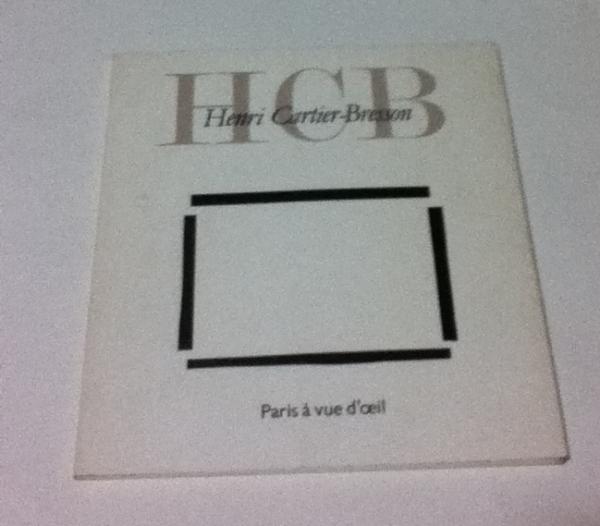 HCB
Henri Cartier-Bresson
Paris à vue d'œil